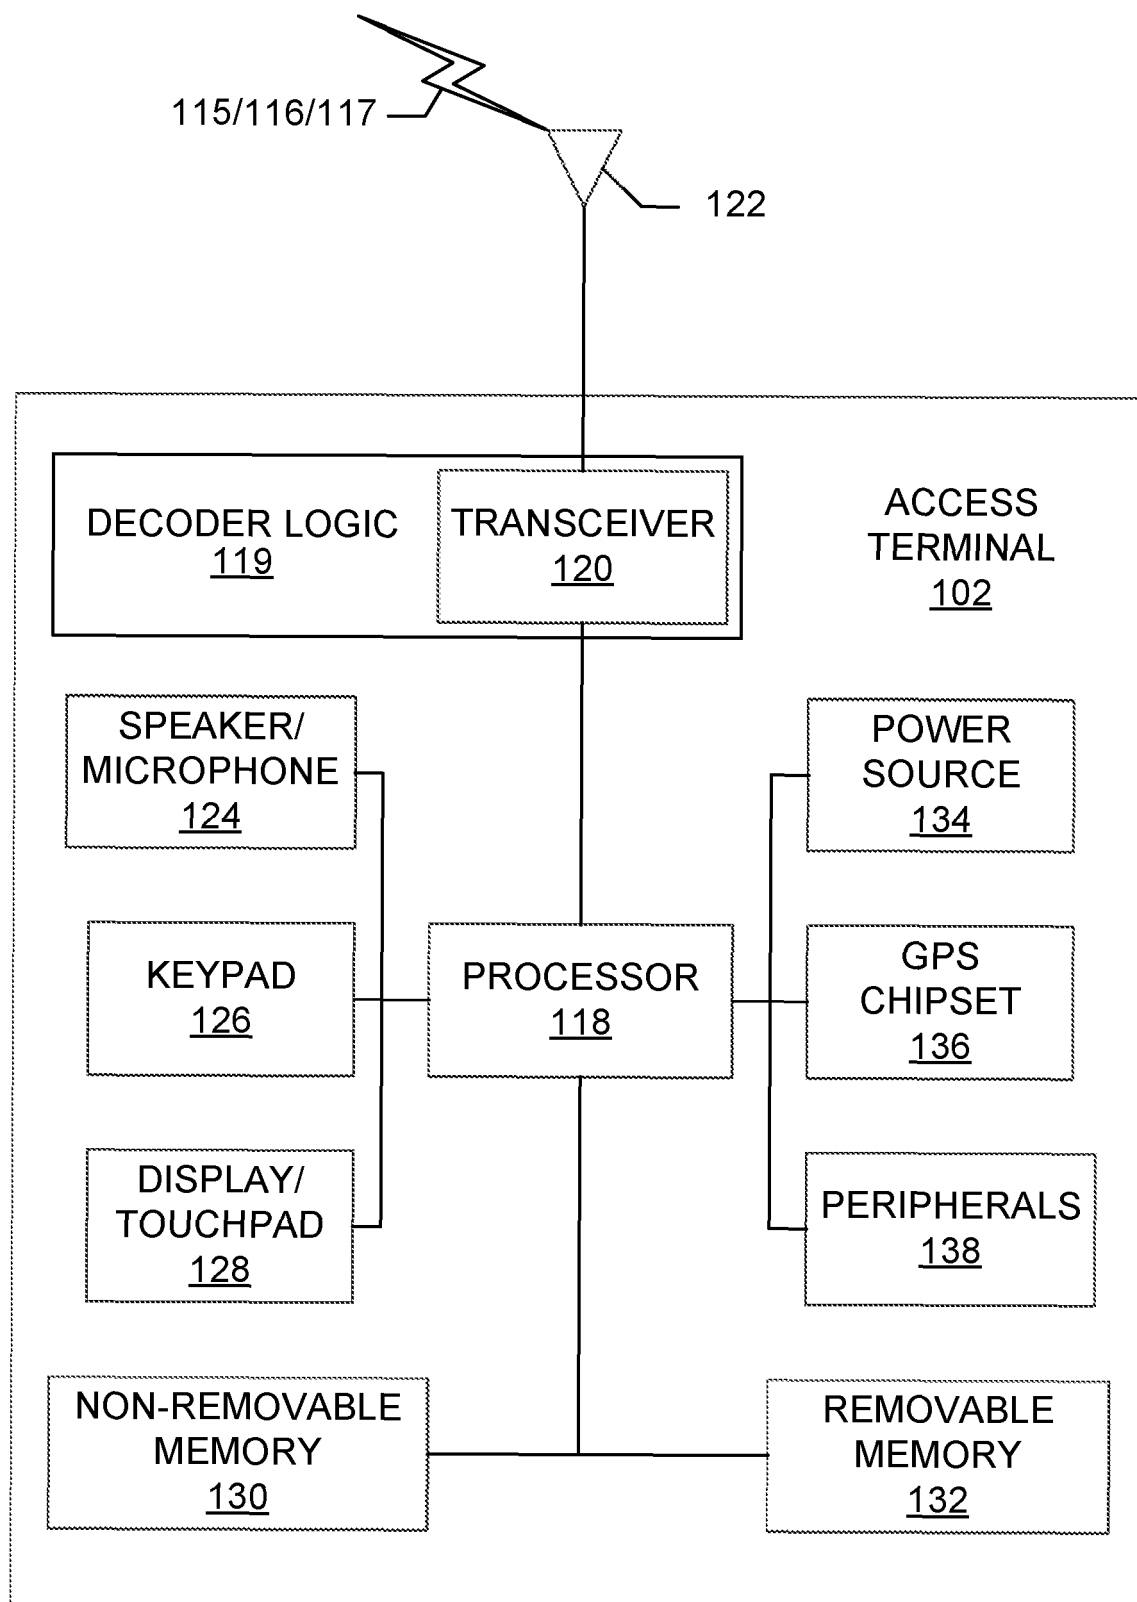 115/116/117
122
DECODER LOGIC
119
TRANSCEIVER
120
ACCESS
TERMINAL
102
SPEAKER/
MICROPHONE
124
POWER
SOURCE
134
KEYPAD
126
PROCESSOR
118
GPS
CHIPSET
136
DISPLAY/
TOUCHPAD
128
PERIPHERALS
138
NON-REMOVABLE
MEMORY
130
REMOVABLE
MEMORY
132